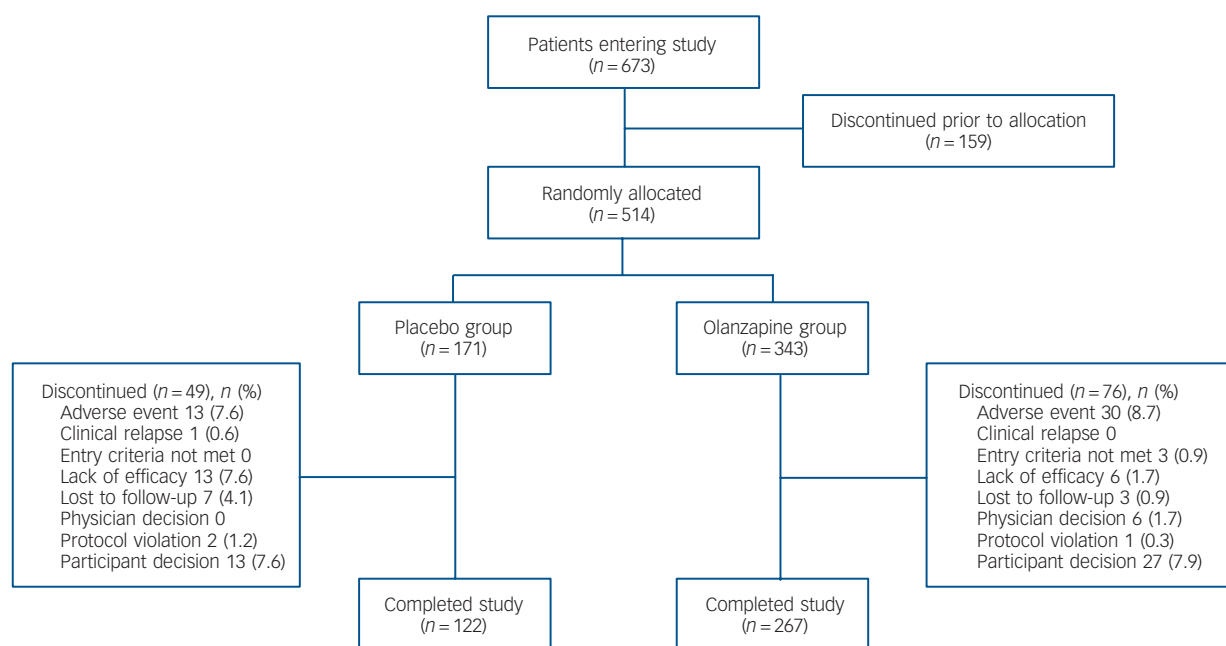 Patients entering study
(n = 673)
Discontinued prior to allocation
(n = 159)
Randomly allocated
(n = 514)
Placebo group
(n = 171)
Olanzapine group
(n = 343)
Discontinued (n = 49), n (%)
Adverse event 13 (7.6)
Clinical relapse 1 (0.6)
Entry criteria not met 0
Lack of efficacy 13 (7.6)
Lost to follow-up 7 (4.1)
Physician decision 0
Protocol violation 2 (1.2)
Participant decision 13 (7.6)
Discontinued (n = 76), n (%)
Adverse event 30 (8.7)
Clinical relapse 0
Entry criteria not met 3 (0.9)
Lack of efficacy 6 (1.7)
Lost to follow-up 3 (0.9)
Physician decision 6 (1.7)
Protocol violation 1 (0.3)
Participant decision 27 (7.9)
Completed study
(n = 122)
Completed study
(n = 267)